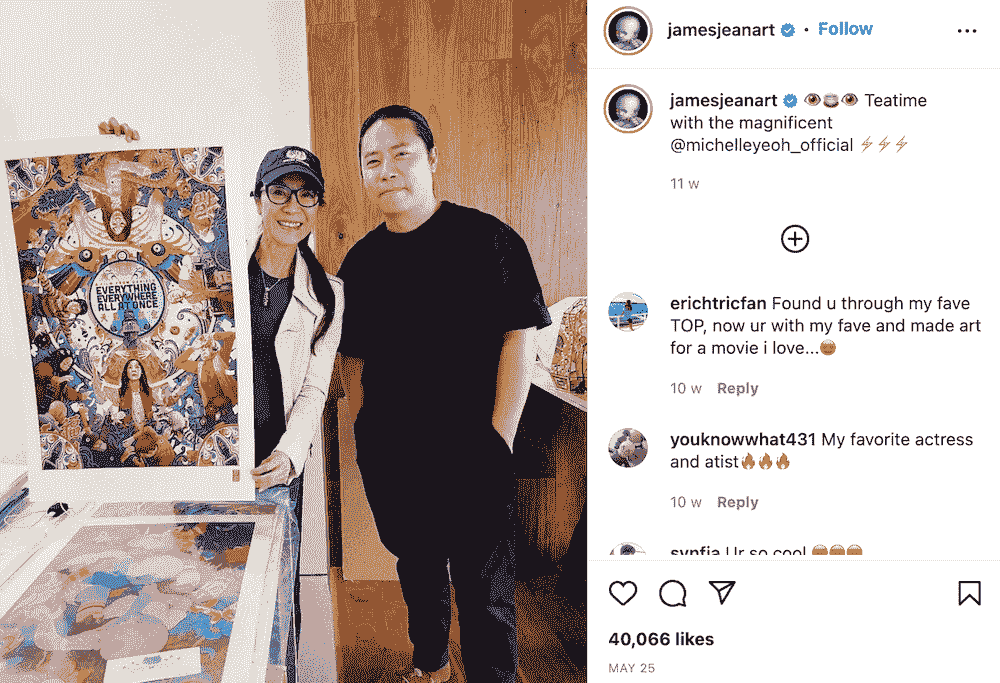 EVERYTHING
EVERYWHERE
ALL AT ONCE
jamesjeanart • Follow
jamesjeanart 👁️🍵👁️ Teatime
with the magnificent
@michelleyeoh_official ⚡⚡⚡
11 w
erichtricfan Found u through my fave
TOP, now ur with my fave and made art
for a movie i love...
10 w Reply
youknowwhat431 My favorite actress
and atist🔥🔥🔥
10 w Reply
synfia Ur so cool
40,066 likes
MAY 25